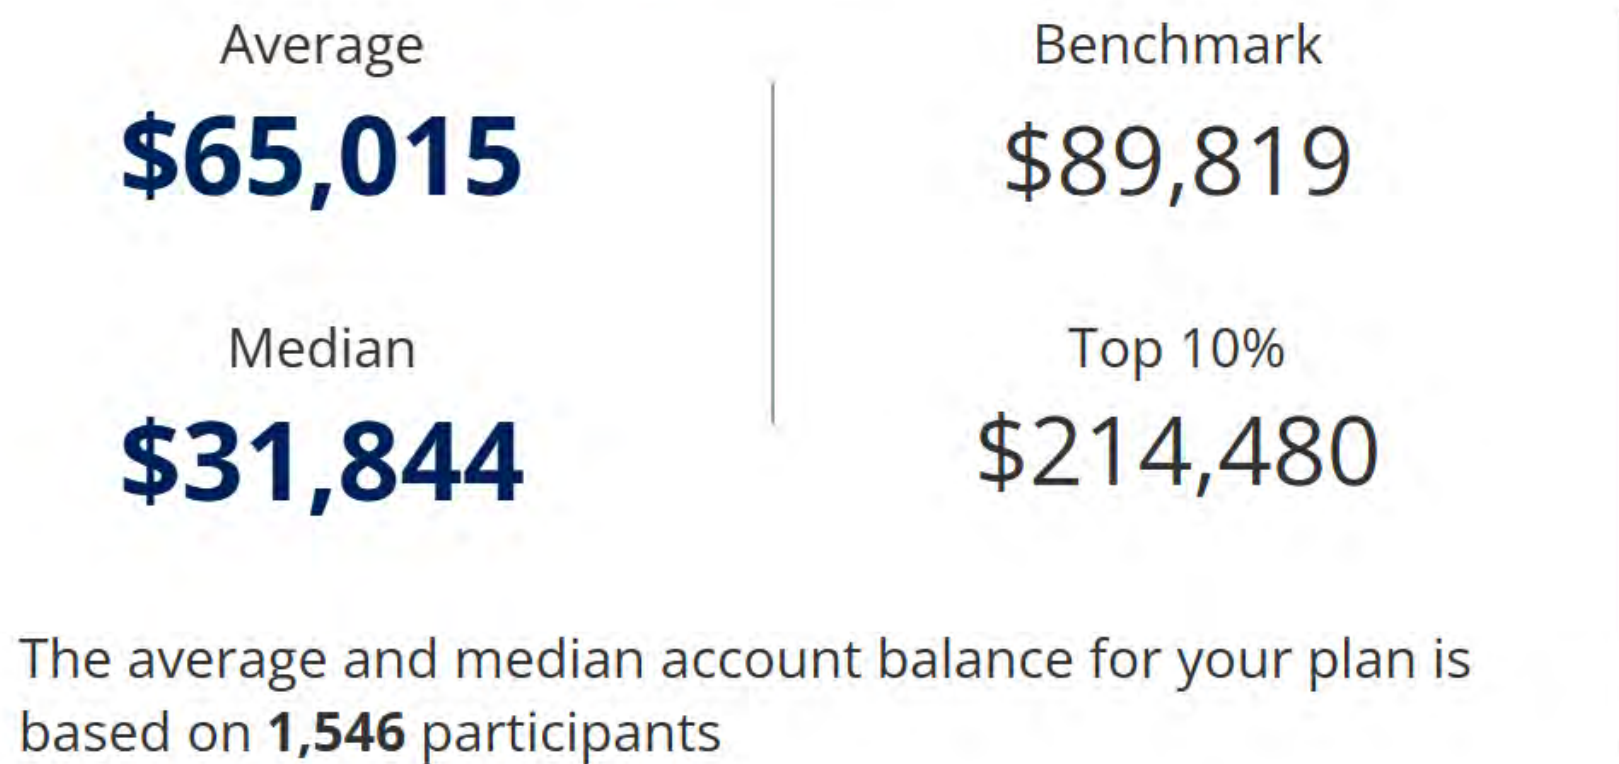 Average
$65,015
Median
$31,844
Benchmark
$89,819
Top 10%
$214,480
The average and median account balance for your plan is
based on 1,546 participants